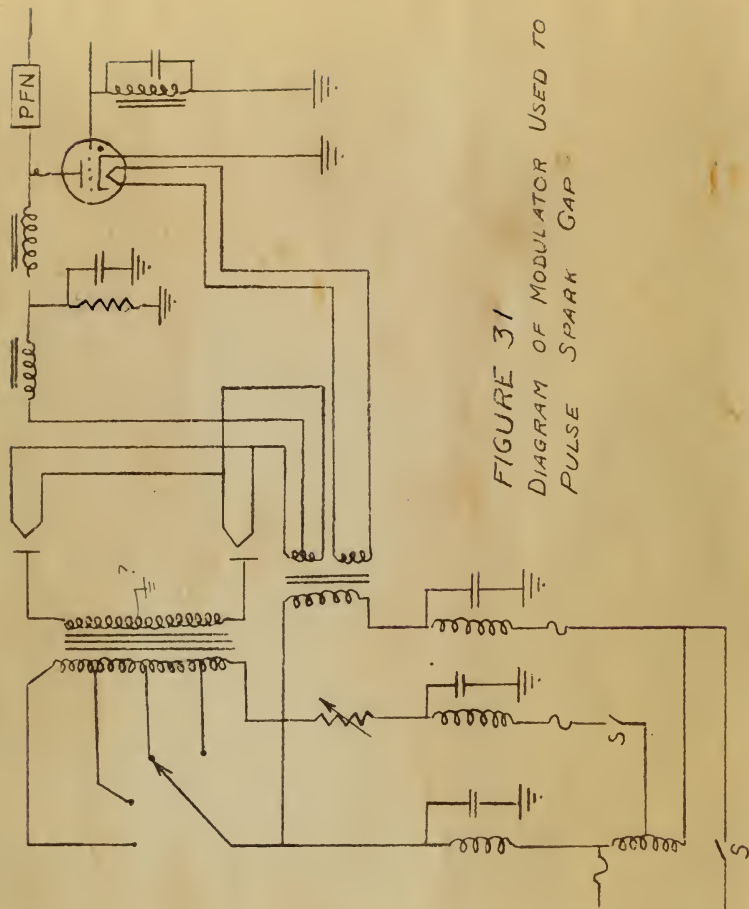 PFN
?
S
S
FIGURE 31
DIAGRAM OF MODULATOR USED TO
PULSE SPARK GAP